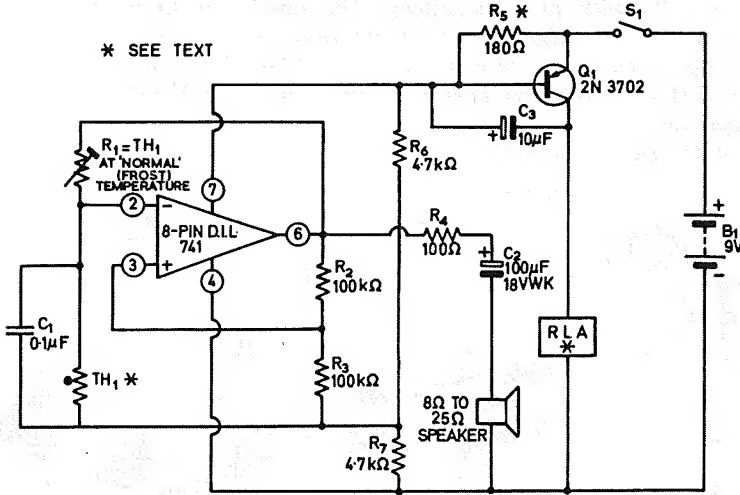 * SEE TEXT
R5 *
180Ω
S1
Q1
2N 3702
C3
+
10μF
R1 = TH1
AT 'NORMAL'
(FROST)
TEMPERATURE
R6
4.7kΩ
7
2
-
8-PIN D.I.L.
741
6
3
+
4
R4
100Ω
+
C2
100μF
18VWK
R2
100kΩ
+
B1
9V
-
C1
0·1μF
TH1 *
R3
100kΩ
RLA
*
8Ω TO
25Ω
SPEAKER
R7
4.7kΩ